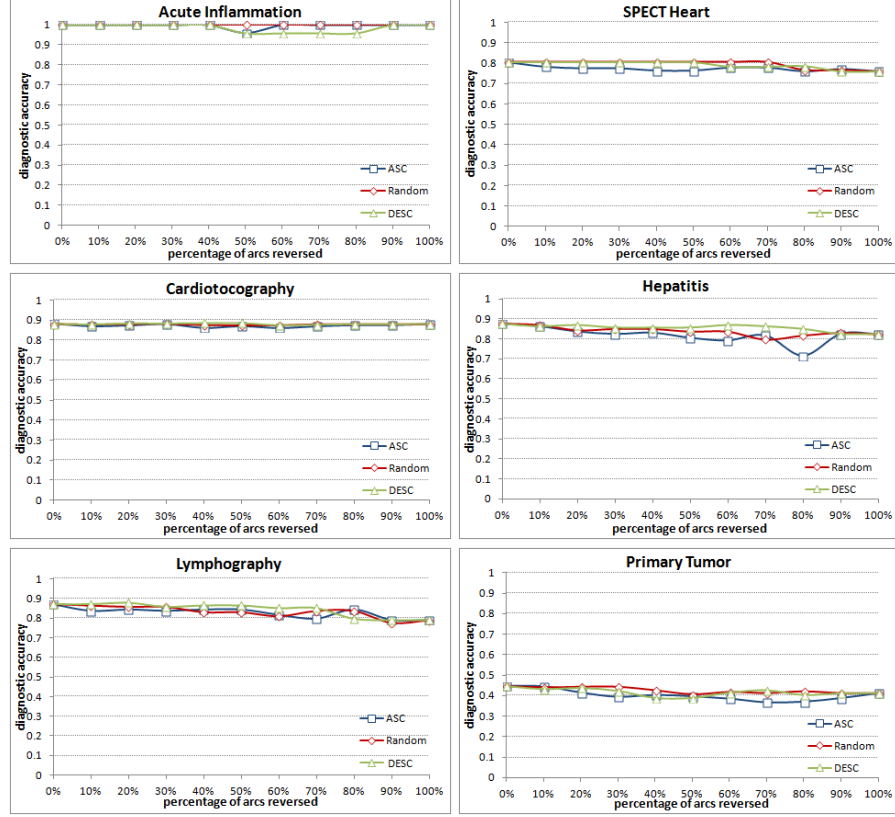 Acute Inflammation
diagnostic accuracy
1
0.9
0.8
0.7
0.6
0.5
0.4
0.3
0.2
0.1
0
ASC
Random
DESC
0% 10% 20% 30% 40% 50% 60% 70% 80% 90% 100%
percentage of arcs reversed
SPECT Heart
diagnostic accuracy
1
0.9
0.8
0.7
0.6
0.5
0.4
0.3
0.2
0.1
0
ASC
Random
DESC
0% 10% 20% 30% 40% 50% 60% 70% 80% 90% 100%
percentage of arcs reversed
Cardiotocography
diagnostic accuracy
1
0.9
0.8
0.7
0.6
0.5
0.4
0.3
0.2
0.1
0
ASC
Random
DESC
0% 10% 20% 30% 40% 50% 60% 70% 80% 90% 100%
percentage of arcs reversed
Hepatitis
diagnostic accuracy
1
0.9
0.8
0.7
0.6
0.5
0.4
0.3
0.2
0.1
0
ASC
Random
DESC
0% 10% 20% 30% 40% 50% 60% 70% 80% 90% 100%
percentage of arcs reversed
Lymphography
diagnostic accuracy
1
0.9
0.8
0.7
0.6
0.5
0.4
0.3
0.2
0.1
0
ASC
Random
DESC
0% 10% 20% 30% 40% 50% 60% 70% 80% 90% 100%
percentage of arcs reversed
Primary Tumor
diagnostic accuracy
1
0.9
0.8
0.7
0.6
0.5
0.4
0.3
0.2
0.1
0
ASC
Random
DESC
0% 10% 20% 30% 40% 50% 60% 70% 80% 90% 100%
percentage of arcs reversed